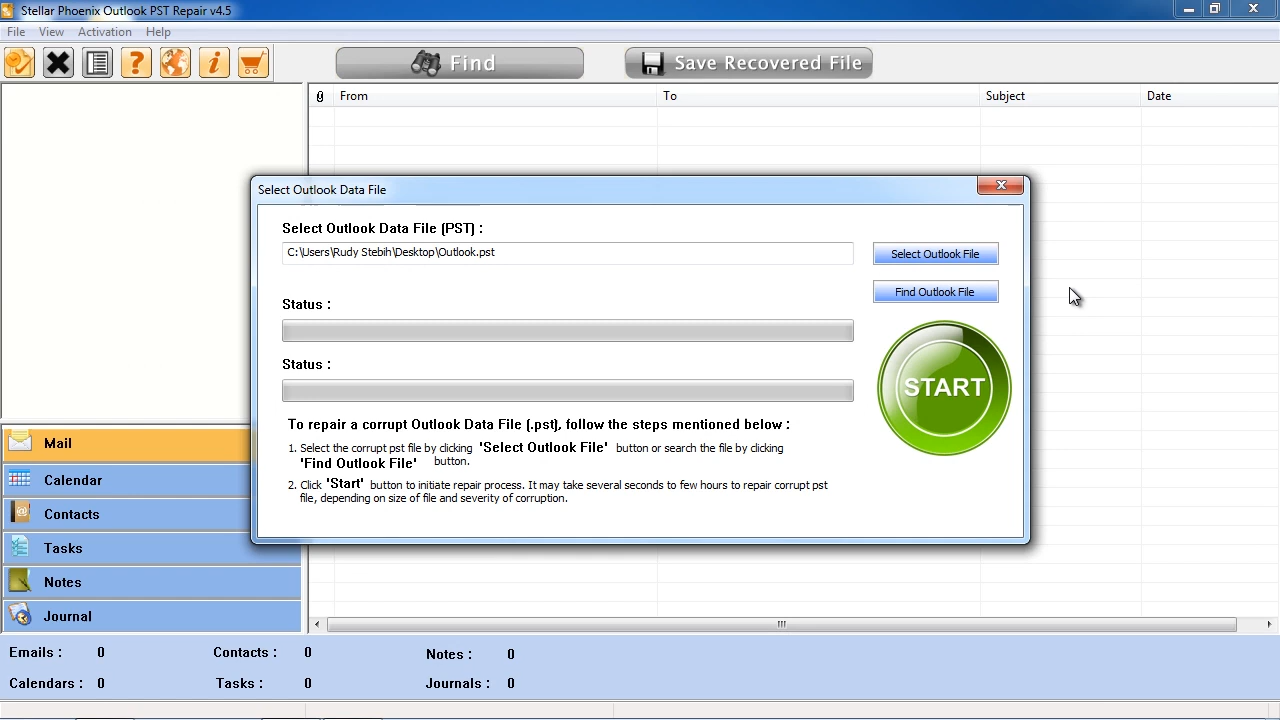 Stellar Phoenix Outlook PST Repair v4.5
File View Activation Help
Find
Save Recovered File
From To Subject Date
Select Outlook Data File
Select Outlook Data File (PST) :
C:\Users\Rudy Stebih\Desktop\Outlook.pst
Select Outlook File
Find Outlook File
Status :
Status :
START
To repair a corrupt Outlook Data File (.pst), follow the steps mentioned below :
1. Select the corrupt pst file by clicking 'Select Outlook File' button or search the file by clicking
'Find Outlook File' button.
2. Click 'Start' button to initiate repair process. It may take several seconds to few hours to repair corrupt pst
file, depending on size of file and severity of corruption.
Mail
Calendar
Contacts
Tasks
Notes
Journal
Emails : 0 Contacts : 0 Notes : 0
Calendars : 0 Tasks : 0 Journals : 0